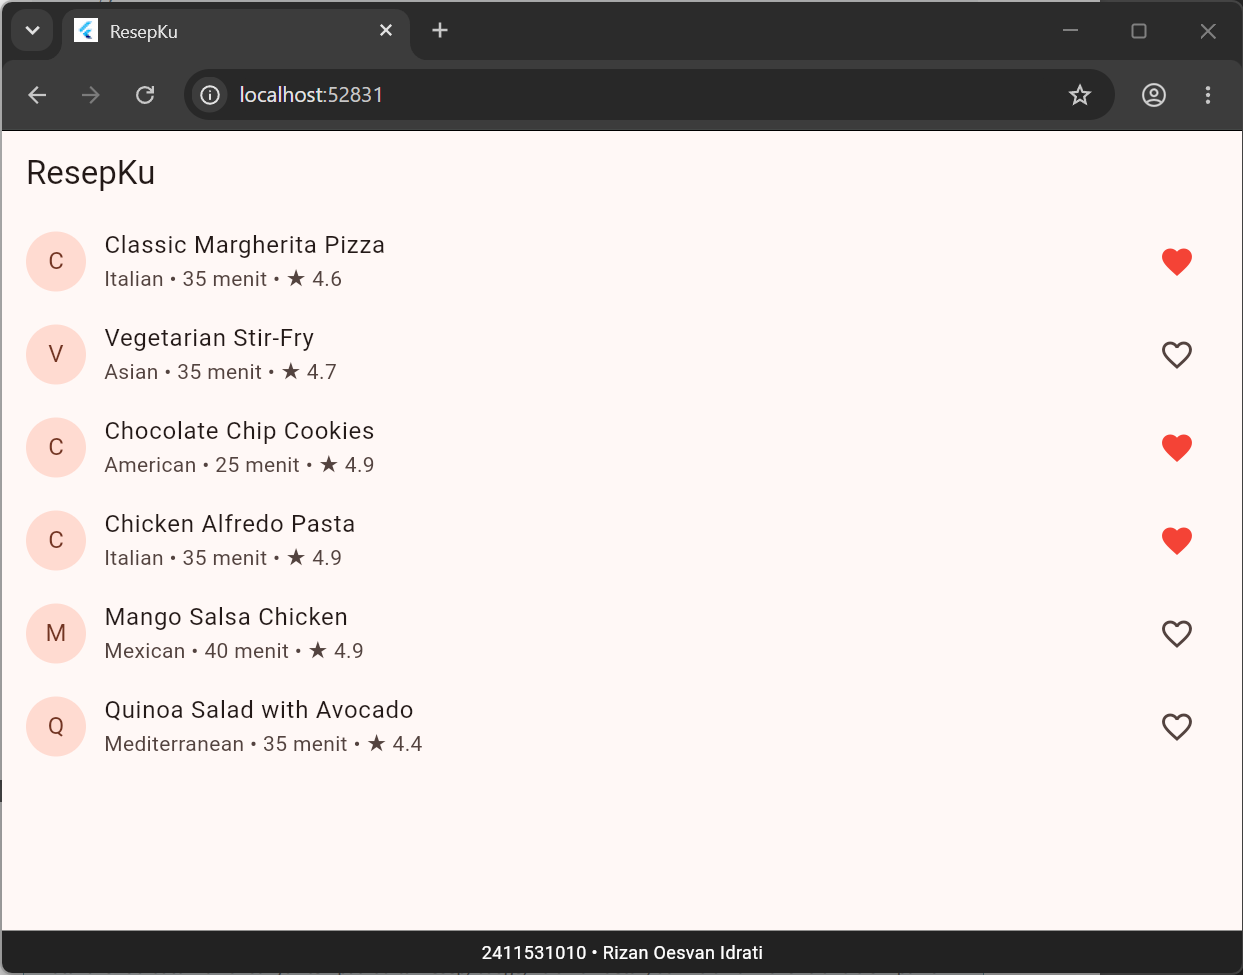 ResepKu
localhost:52831
ResepKu
C
Classic Margherita Pizza
Italian • 35 menit • ★ 4.6
V
Vegetarian Stir-Fry
Asian • 35 menit • ★ 4.7
C
Chocolate Chip Cookies
American • 25 menit • ★ 4.9
C
Chicken Alfredo Pasta
Italian • 35 menit • ★ 4.9
M
Mango Salsa Chicken
Mexican • 40 menit • ★ 4.9
Q
Quinoa Salad with Avocado
Mediterranean • 35 menit • ★ 4.4
2411531010 • Rizan Oesvan Idrati